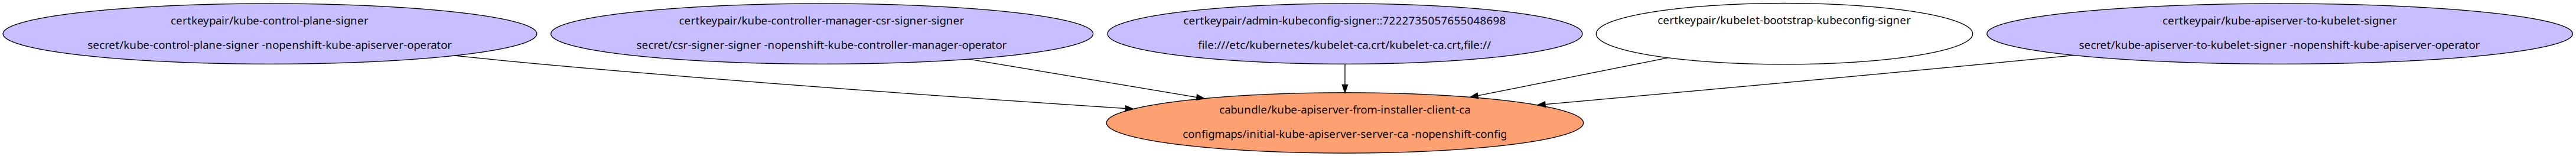 certkeypair/kube-control-plane-signer
secret/kube-control-plane-signer -nopenshift-kube-apiserver-operator
certkeypair/kube-controller-manager-csr-signer-signer
secret/csr-signer-signer -nopenshift-kube-controller-manager-operator
certkeypair/admin-kubeconfig-signer::7222735057655048698
file:///etc/kubernetes/kubelet-ca.crt/kubelet-ca.crt,file://
certkeypair/kubelet-bootstrap-kubeconfig-signer
certkeypair/kube-apiserver-to-kubelet-signer
secret/kube-apiserver-to-kubelet-signer -nopenshift-kube-apiserver-operator
cabundle/kube-apiserver-from-installer-client-ca
configmaps/initial-kube-apiserver-server-ca -nopenshift-config